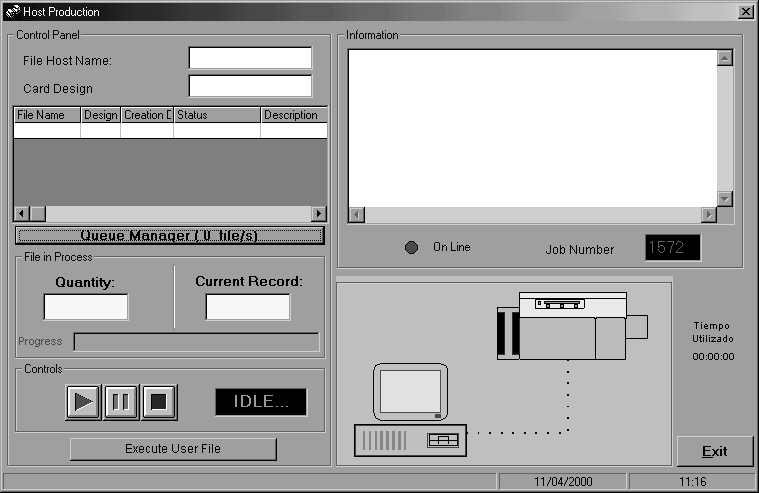 Host Production
Control Panel
File Host Name:
Card Design
File Name Design Creation D Status Description
Queue Manager ( 0 file/s)
File in Process
Quantity: Current Record:
Progress
Controls
IDLE...
Execute User File
Information
On Line Job Number 1572
Tiempo
Utilizado
00:00:00
Exit
11/04/2000 11:16